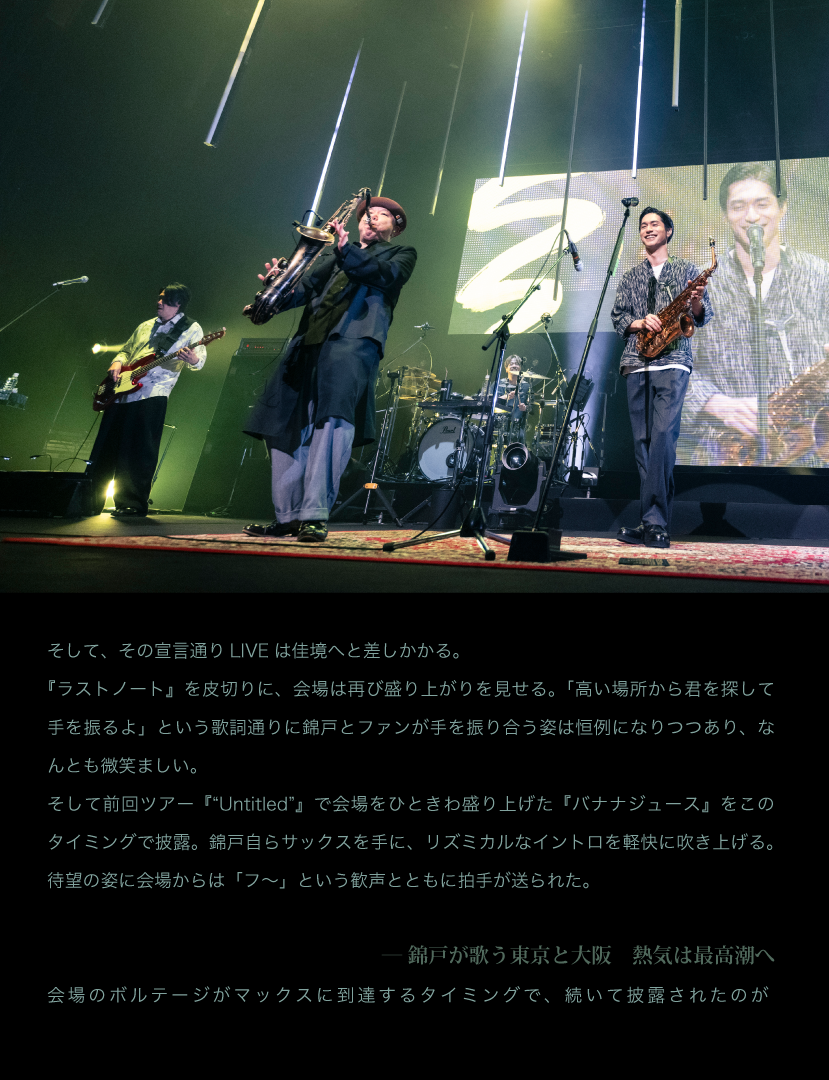 そして、その宣言通り LIVE は佳境へと差しかかる。
『ラストノート』を皮切りに、会場は再び盛り上がりを見せる。「高い場所から君を探して
手を振るよ」という歌詞通りに錦戸とファンが手を振り合う姿は恒例になりつつあり、な
んとも微笑ましい。
そして前回ツアー『“Untitled”』で会場をひときわ盛り上げた『バナナジュース』をこの
タイミングで披露。錦戸自らサックスを手に、リズミカルなイントロを軽快に吹き上げる。
待望の姿に会場からは「フ〜」という歓声とともに拍手が送られた。
― 錦戸が歌う東京と大阪　熱気は最高潮へ
会場のボルテージがマックスに到達するタイミングで、続いて披露されたのが